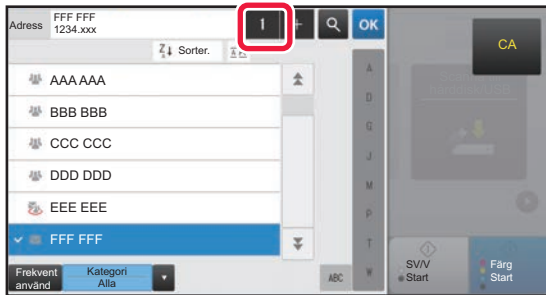 Adress
FFF FFF
1234.xxx
1
+
OK
CA
Z↓ Sorter.
AAA AAA
BBB BBB
CCC CCC
DDD DDD
EEE EEE
FFF FFF
A
D
G
J
M
P
T
W
Frekvent
använd
Kategori
Alla
ABC
SV/V
Start
Färg
Start